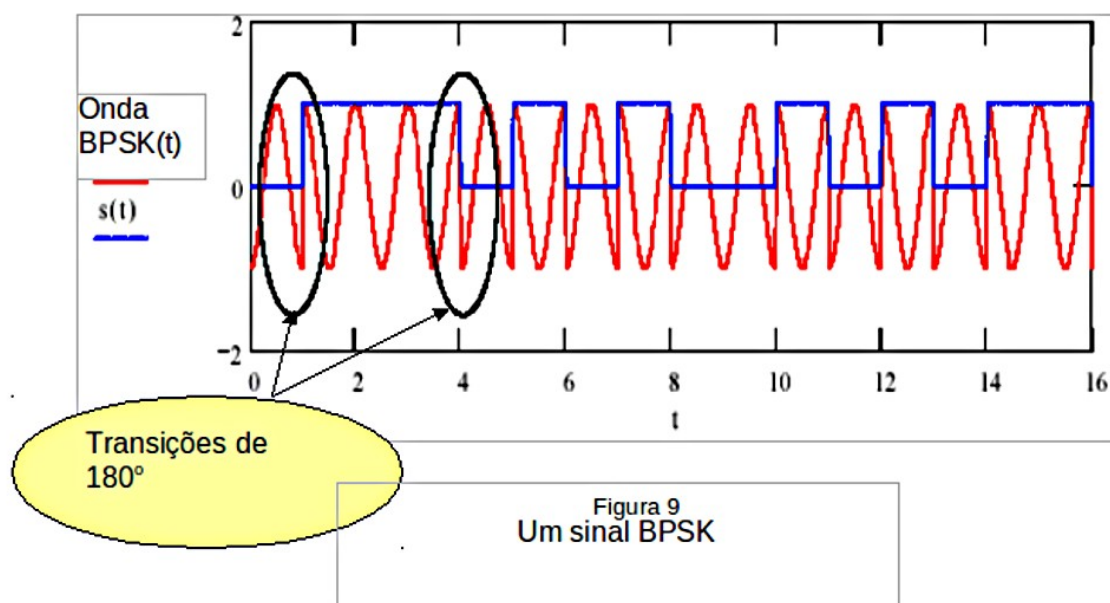 2
Onda
BPSK(t)
0
s(t)
−2
0 2 4 6 8 10 12 14 16
t
Transições de
180°
Figura 9
Um sinal BPSK